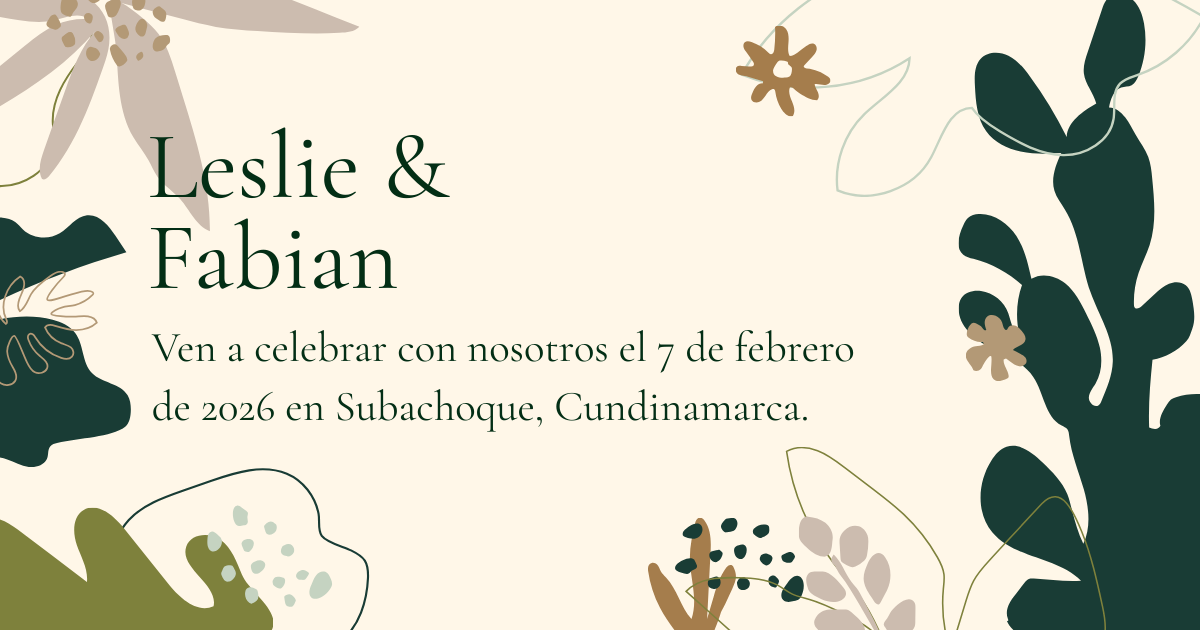 Leslie &
Fabian
Ven a celebrar con nosotros el 7 de febrero
de 2026 en Subachoque, Cundinamarca.